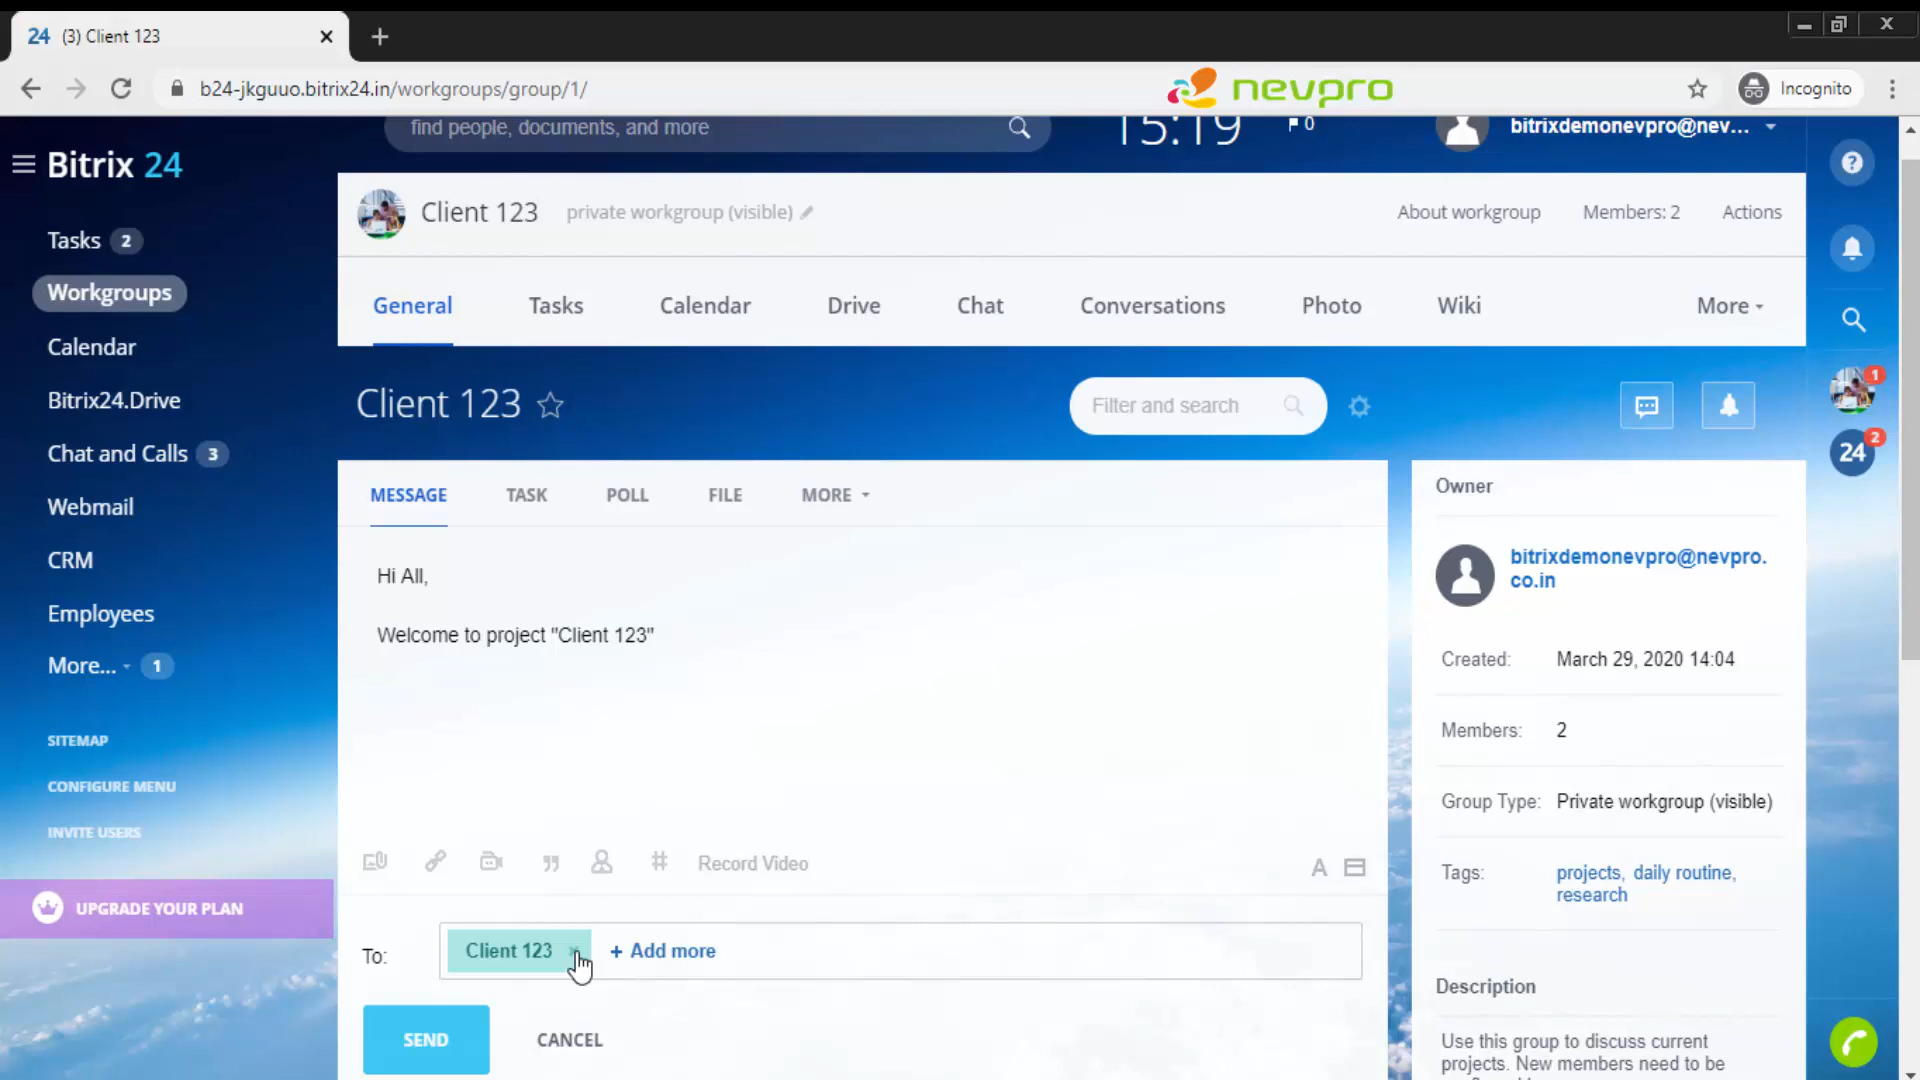 24 (3) Client 123
b24-jkguuo.bitrix24.in/workgroups/group/1/
nevpro
Incognito
find people, documents, and more
15:19
0
bitrixdemonevpro@nev...
Bitrix 24
Tasks 2
Workgroups
Calendar
Bitrix24.Drive
Chat and Calls 3
Webmail
CRM
Employees
More... 1
SITEMAP
CONFIGURE MENU
INVITE USERS
UPGRADE YOUR PLAN
Client 123 private workgroup (visible)
About workgroup Members: 2 Actions
General Tasks Calendar Drive Chat Conversations Photo Wiki More
Client 123
Filter and search
MESSAGE TASK POLL FILE MORE
Hi All,
Welcome to project "Client 123"
Record Video
A
To: Client 123 + Add more
SEND CANCEL
Owner
bitrixdemonevpro@nevpro.
co.in
Created: March 29, 2020 14:04
Members: 2
Group Type: Private workgroup (visible)
Tags: projects, daily routine,
research
Description
Use this group to discuss current
projects. New members need to be
?
1
24 2